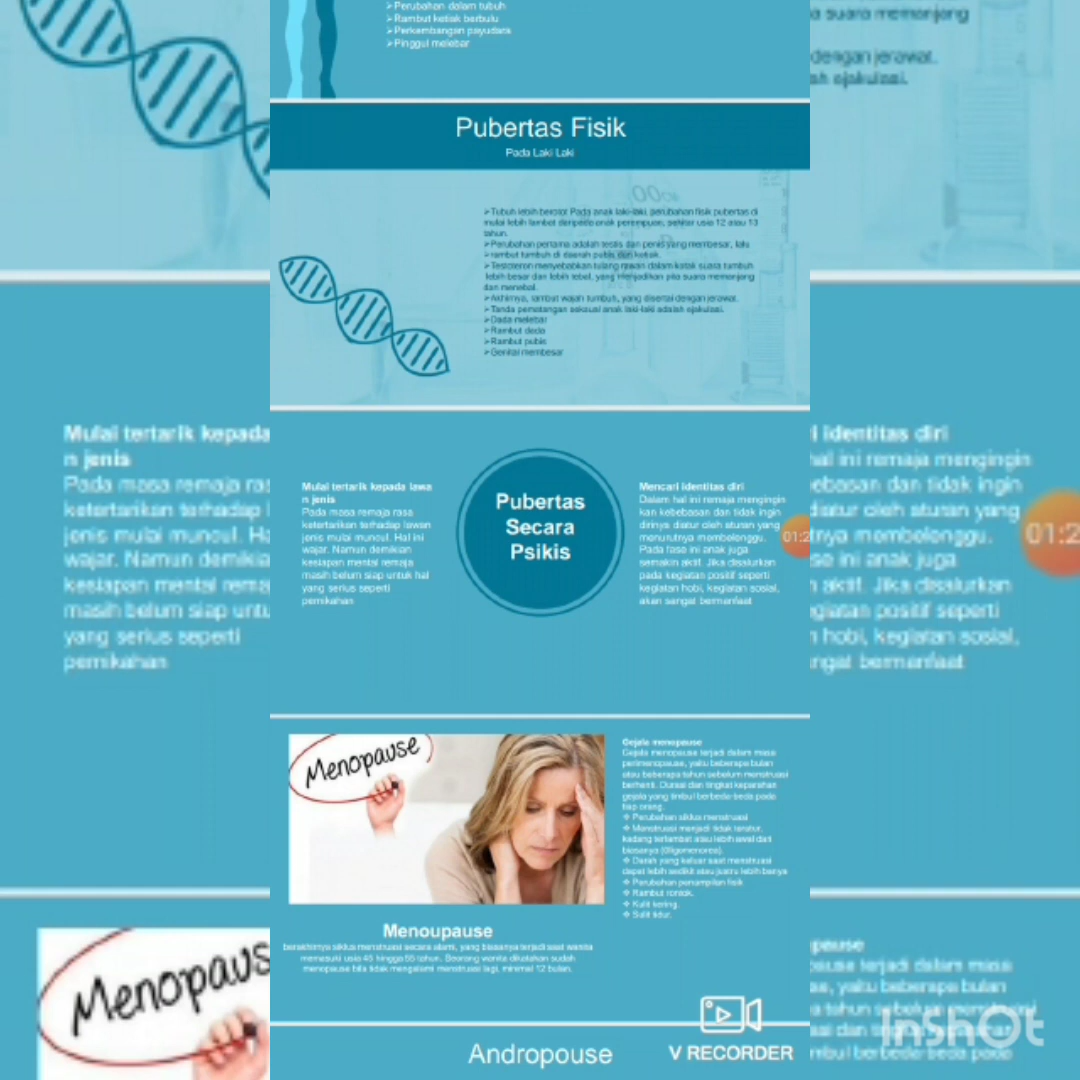 ➢Perubahan dalam tubuh
➢Rambut ketiak berbulu
➢Perkembangan payudara
➢Pinggul melebar
Pubertas Fisik
Pada Laki Laki
➢Tubuh lebih berotot Pada anak laki-laki, perubahan fisik pubertas di
mulai lebih lambat daripada anak perempuan, sekitar usia 12 atau 13
tahun.
➢Perubahan pertama adalah testis dan penis yang membesar, lalu
➢rambut tumbuh di daerah pubis dan ketiak.
➢Testosteron menyebabkan tulang rawan dalam kotak suara tumbuh
lebih besar dan lebih tebal, yang menjadikan pita suara memanjang
dan menebal.
➢Akhirnya, rambut wajah tumbuh, yang disertai dengan jerawat.
➢Tanda pematangan seksual anak laki-laki adalah ejakulasi.
➢Dada melebar
➢Rambut dada
➢Rambut pubis
➢Genital membesar
Mulai tertarik kepada lawa
n jenis
Pada masa remaja rasa
ketertarikan terhadap lawan
jenis mulai muncul. Hal ini
wajar. Namun demikian
kesiapan mental remaja
masih belum siap untuk hal
yang serius seperti
pernikahan
Pubertas
Secara
Psikis
Mencari identitas diri
Dalam hal ini remaja mengingin
kan kebebasan dan tidak ingin
dirinya diatur oleh aturan yang
menurutnya membelenggu.
Pada fase ini anak juga
semakin aktif. Jika disalurkan
pada kegiatan positif seperti
kegiatan hobi, kegiatan sosial,
akan sangat bermanfaat
01:2
Menopause
Gejala menopause
Gejala menopause terjadi dalam masa
perimenopause, yaitu beberapa bulan
atau beberapa tahun sebelum menstruasi
berhenti. Durasi dan tingkat keparahan
gejala yang timbul berbeda-beda pada
tiap orang.
❖ Perubahan siklus menstruasi
❖ Menstruasi menjadi tidak teratur,
kadang terlambat atau lebih awal dari
biasanya (Oligomenorea).
❖ Darah yang keluar saat menstruasi
dapat lebih sedikit atau justru lebih banya
❖ Perubahan penampilan fisik
❖ Rambut rontok.
❖ Kulit kering.
❖ Sulit tidur.
Menoupause
berakhirnya siklus menstruasi secara alami, yang biasanya terjadi saat wanita
memasuki usia 45 hingga 55 tahun. Seorang wanita dikatakan sudah
menopause bila tidak mengalami menstruasi lagi, minimal 12 bulan.
Andropouse
V RECORDER
InShOt